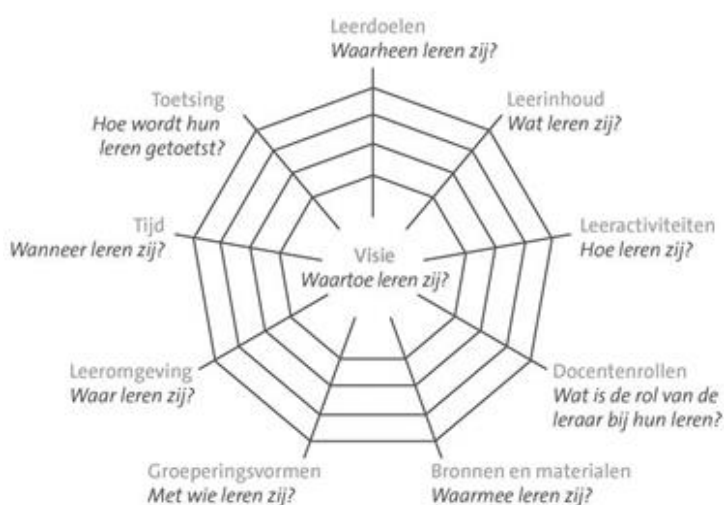 Leerdoelen
Waarheen leren zij?
Leerinhoud
Wat leren zij?
Leeractiviteiten
Hoe leren zij?
Docentenrollen
Wat is de rol van de
leraar bij hun leren?
Bronnen en materialen
Waarmee leren zij?
Groeperingsvormen
Met wie leren zij?
Leeromgeving
Waar leren zij?
Tijd
Wanneer leren zij?
Toetsing
Hoe wordt hun
leren getoetst?
Visie
Waartoe leren zij?